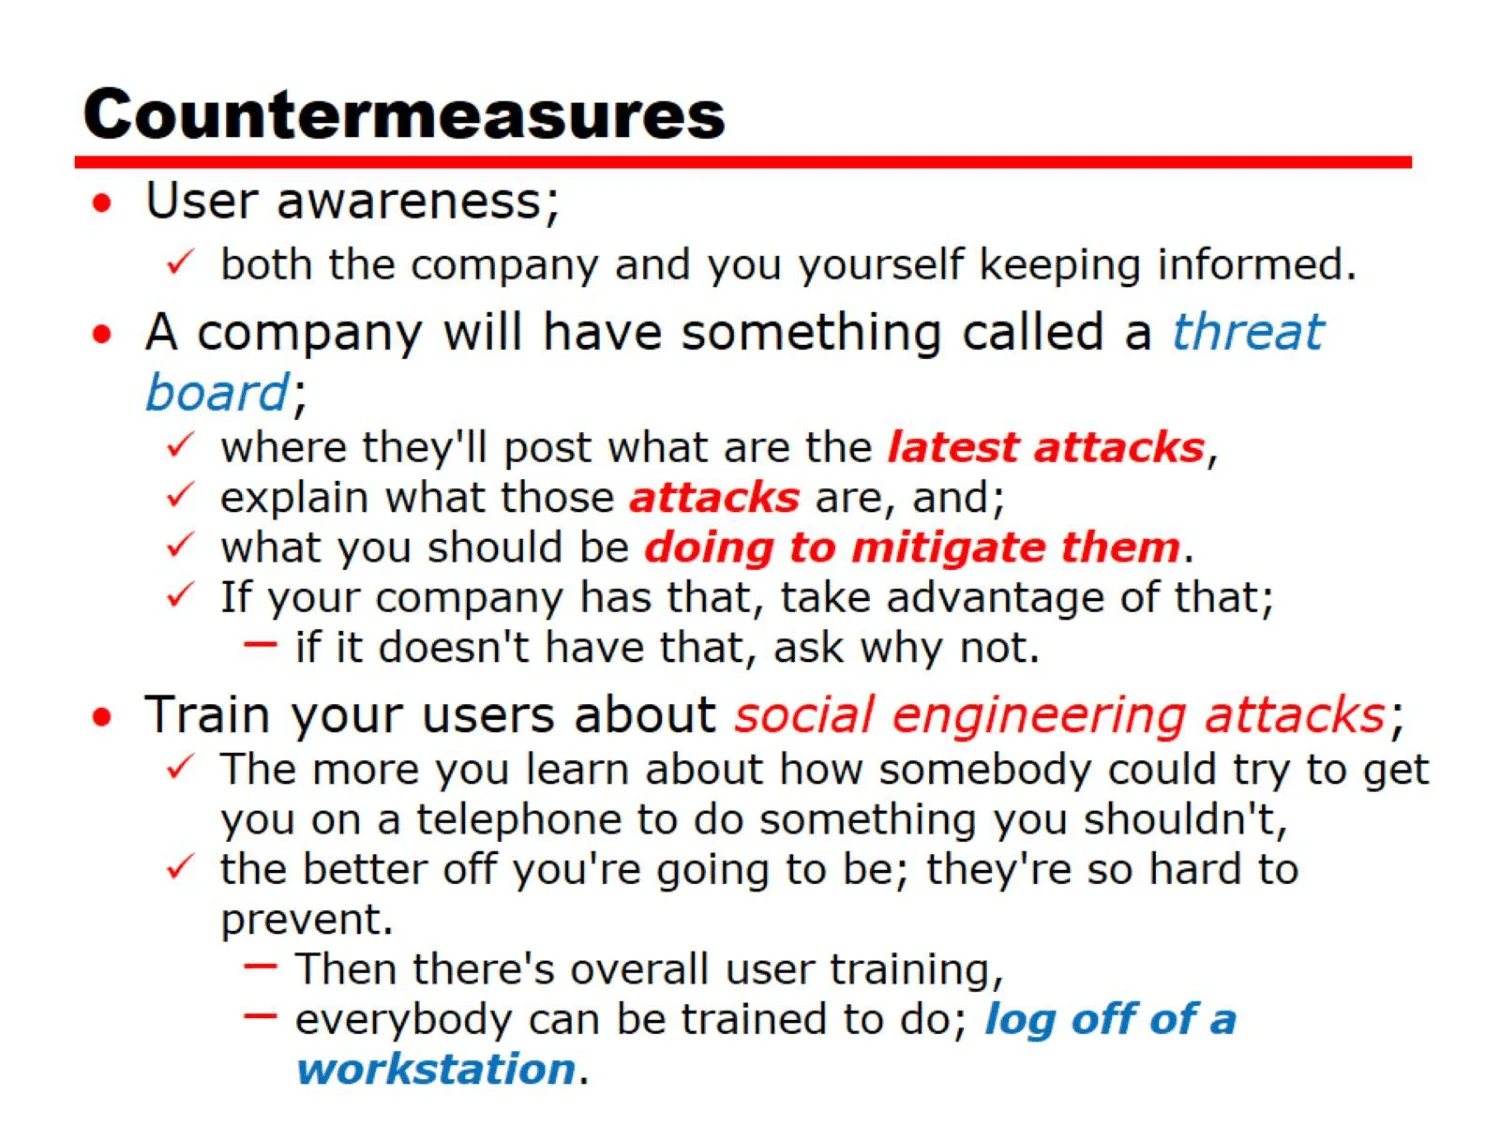 Countermeasures
• User awareness;
✓ both the company and you yourself keeping informed.
• A company will have something called a threat
board;
✓ where they'll post what are the latest attacks,
✓ explain what those attacks are, and;
✓ what you should be doing to mitigate them.
✓ If your company has that, take advantage of that;
– if it doesn't have that, ask why not.
• Train your users about social engineering attacks;
✓ The more you learn about how somebody could try to get
you on a telephone to do something you shouldn't,
✓ the better off you're going to be; they're so hard to
prevent.
– Then there's overall user training,
– everybody can be trained to do; log off of a
workstation.